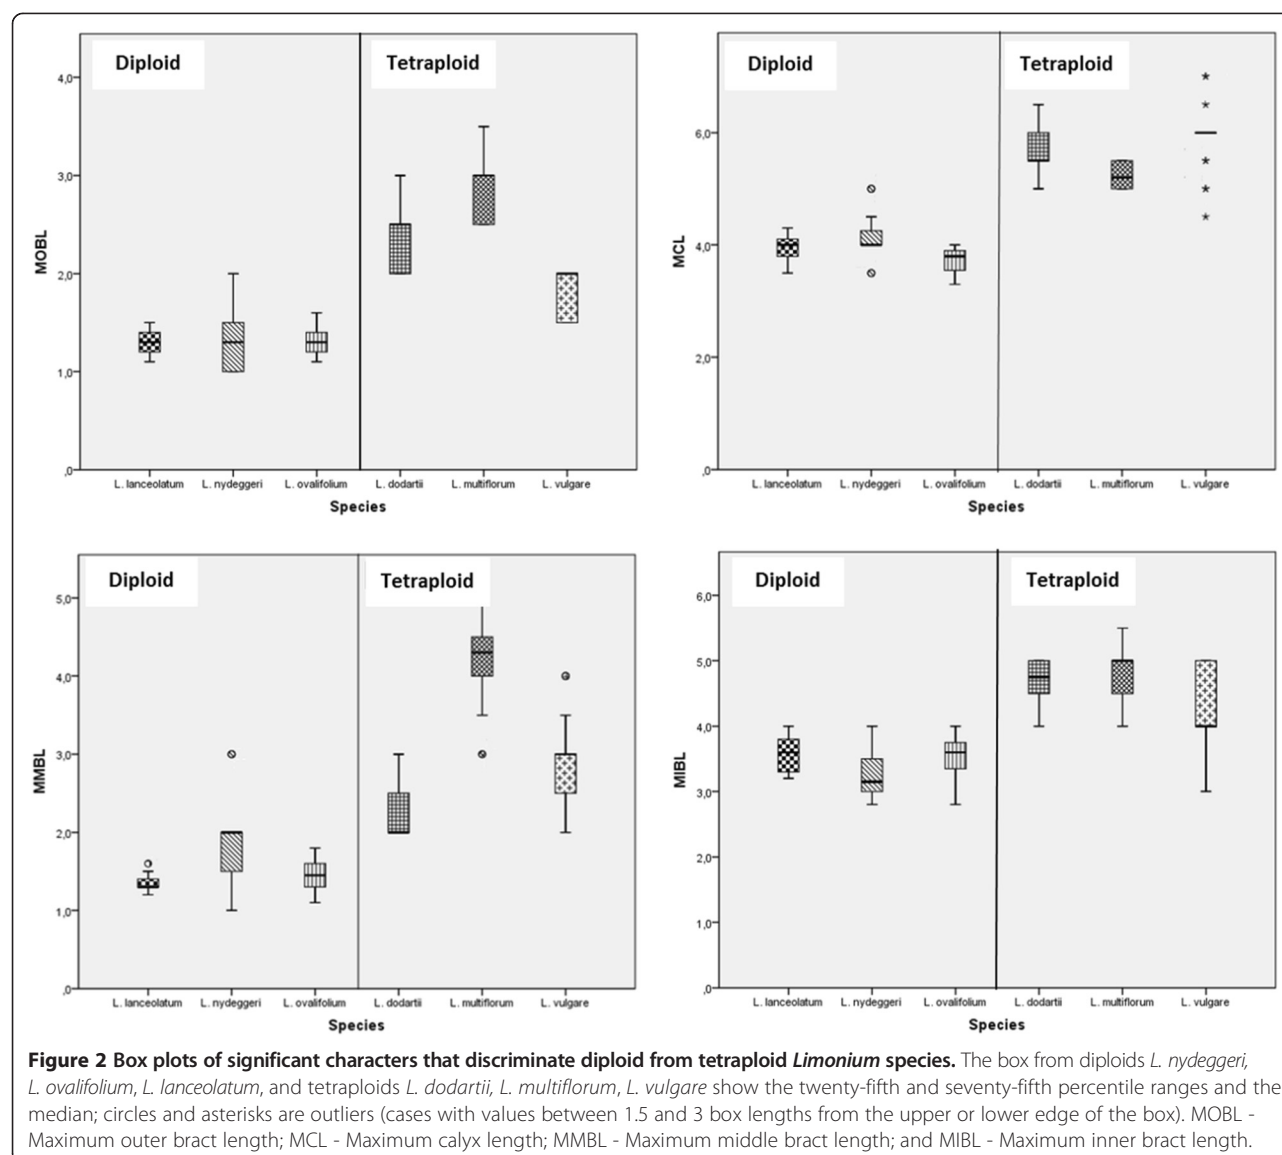 Diploid
Tetraploid
4,0
3,0
2,0
1,0
,0
MOBL
L. lanceolatum L. nydeggeri L. ovalifolium L. dodartii L. multiflorum L. vulgare
Species
Diploid
Tetraploid
6,0
4,0
2,0
,0
MCL
L. lanceolatum L. nydeggeri L. ovalifolium L. dodartii L. multiflorum L. vulgare
Species
Diploid
Tetraploid
5,0
4,0
3,0
2,0
1,0
,0
MMBL
L. lanceolatum L. nydeggeri L. ovalifolium L. dodartii L. multiflorum L. vulgare
Species
Diploid
Tetraploid
6,0
5,0
4,0
3,0
2,0
1,0
,0
MIBL
L. lanceolatum L. nydeggeri L. ovalifolium L. dodartii L. multiflorum L. vulgare
Species
Figure 2 Box plots of significant characters that discriminate diploid from tetraploid Limonium species. The box from diploids L. nydeggeri,
L. ovalifolium, L. lanceolatum, and tetraploids L. dodartii, L. multiflorum, L. vulgare show the twenty-fifth and seventy-fifth percentile ranges and the
median; circles and asterisks are outliers (cases with values between 1.5 and 3 box lengths from the upper or lower edge of the box). MOBL -
Maximum outer bract length; MCL - Maximum calyx length; MMBL - Maximum middle bract length; and MIBL - Maximum inner bract length.